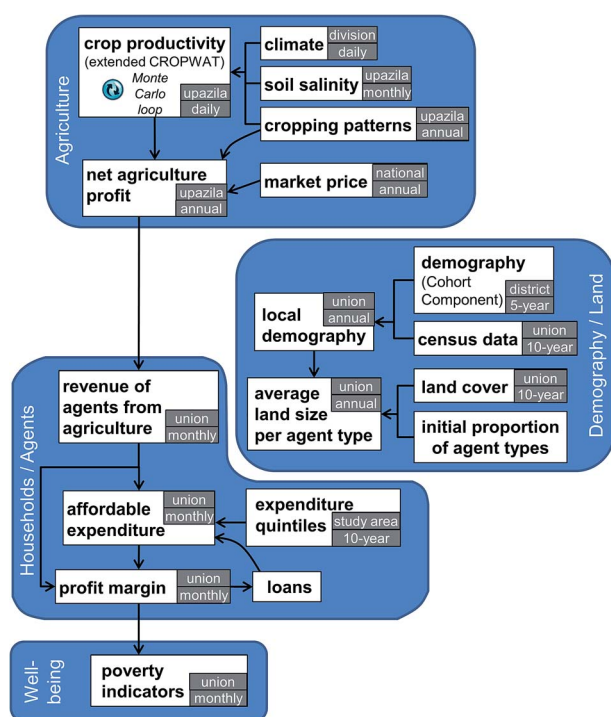 Agriculture
crop productivity
(extended CROPWAT)
Monte
Carlo
loop
upazila
daily
climate
division
daily
soil salinity
upazila
monthly
cropping patterns
upazila
annual
net agriculture
profit
upazila
annual
market price
national
annual
Demography / Land
demography
(Cohort
Component)
district
5-year
local
demography
union
annual
census data
union
10-year
average
land size
per agent type
union
annual
land cover
union
10-year
initial proportion
of agent types
Households / Agents
revenue of
agents from
agriculture
union
monthly
affordable
expenditure
union
monthly
expenditure
quintiles
study area
10-year
profit margin
union
monthly
loans
Well-
being
poverty
indicators
union
monthly